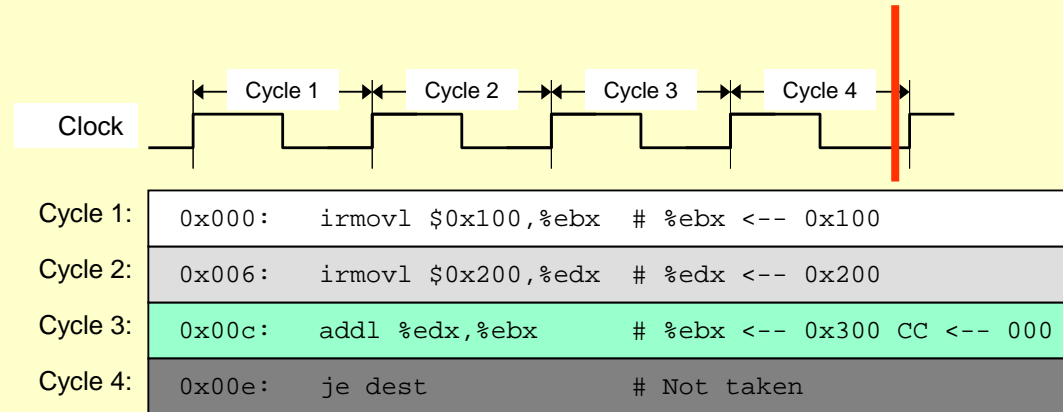 Cycle 1 Cycle 2 Cycle 3 Cycle 4
Clock
Cycle 1: 0x000: irmovl $0x100,%ebx # %ebx <-- 0x100
Cycle 2: 0x006: irmovl $0x200,%edx # %edx <-- 0x200
Cycle 3: 0x00c: addl %edx,%ebx # %ebx <-- 0x300 CC <-- 000
Cycle 4: 0x00e: je dest # Not taken